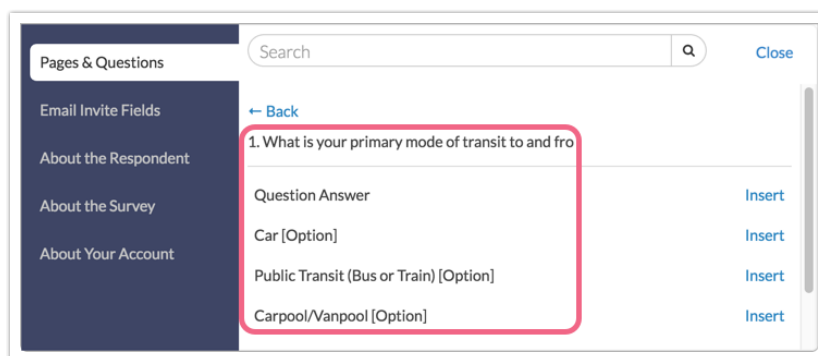 Pages & Questions
Email Invite Fields
About the Respondent
About the Survey
About Your Account
Search
Close
← Back
1. What is your primary mode of transit to and fro
Question Answer Insert
Car [Option] Insert
Public Transit (Bus or Train) [Option] Insert
Carpool/Vanpool [Option] Insert